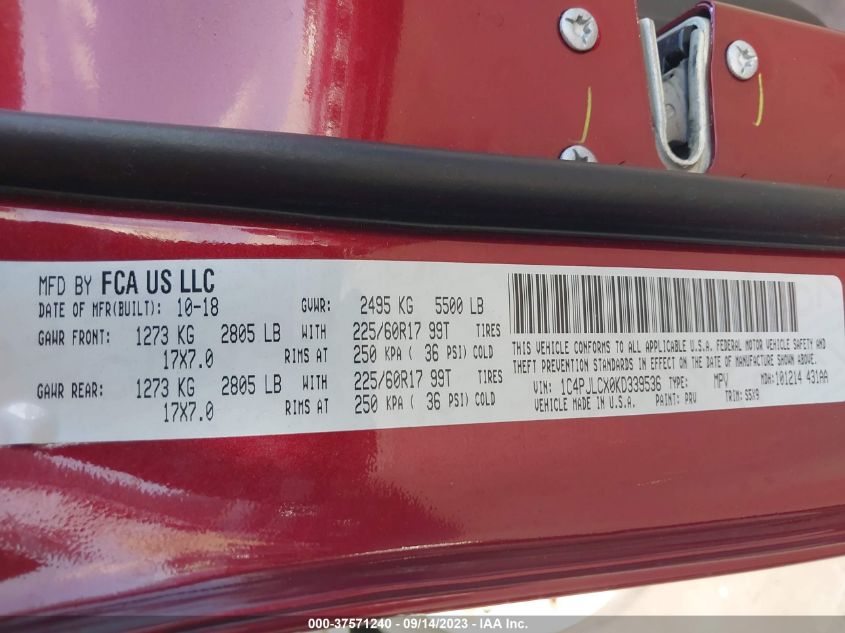 MFD BY FCA US LLC
DATE OF MFR(BUILT): 10-18 GVWR: 2495 KG 5500 LB
GAWR FRONT: 1273 KG 2805 LB WITH 225/60R17 99T TIRES
17X7.0 RIMS AT 250 KPA ( 36 PSI) COLD
GAWR REAR: 1273 KG 2805 LB WITH 225/60R17 99T TIRES
17X7.0 RIMS AT 250 KPA ( 36 PSI) COLD
THIS VEHICLE CONFORMS TO ALL APPLICABLE U.S.A. FEDERAL MOTOR VEHICLE SAFETY AND
THEFT PREVENTION STANDARDS IN EFFECT ON THE DATE OF MANUFACTURE SHOWN ABOVE.
VIN: 1C4PJLCX0KD339536 TYPE: MPV MDH: 101214 431AA
VEHICLE MADE IN U.S.A. PAINT: PRV TRIM: S5X9
000-37571240 - 09/14/2023 - IAA Inc.